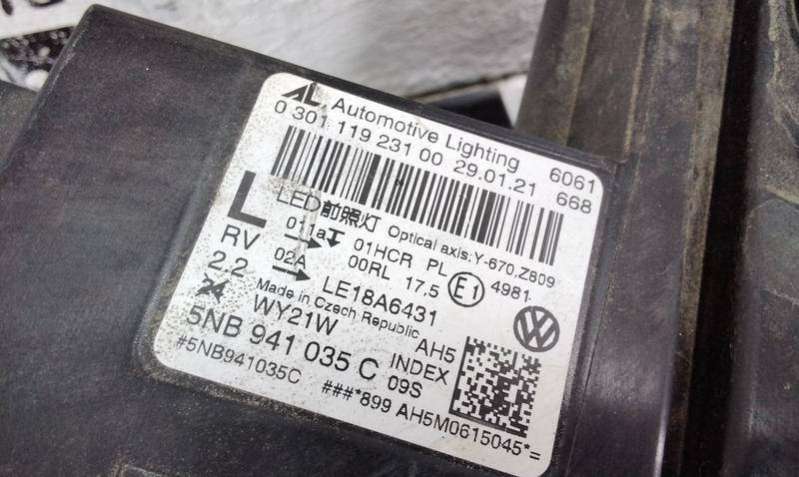 AL Automotive Lighting
0 301 119 231 00 29.01.21
6061
668
L
LED前照灯 Optical axis:Y-670,Z809
011a 01HCR PL
RV 02A 00RL 17,5 E1 4981
2.2 LE18A6431
Made in Czech Republic
WY21W AH5
5NB 941 035 C INDEX
09S
#5NB941035C
###*899 AH5M0615045*=